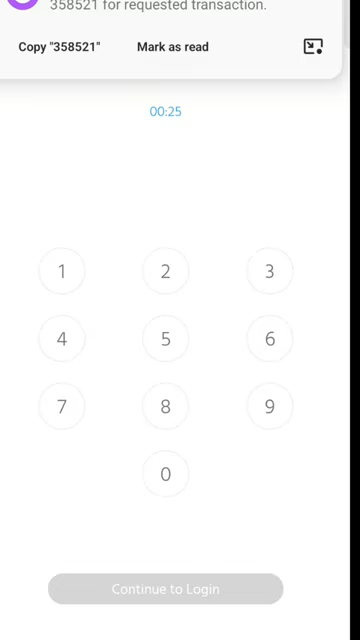 358521 for requested transaction.
Copy "358521" Mark as read
00:25
1 2 3
4 5 6
7 8 9
0
Continue to Login